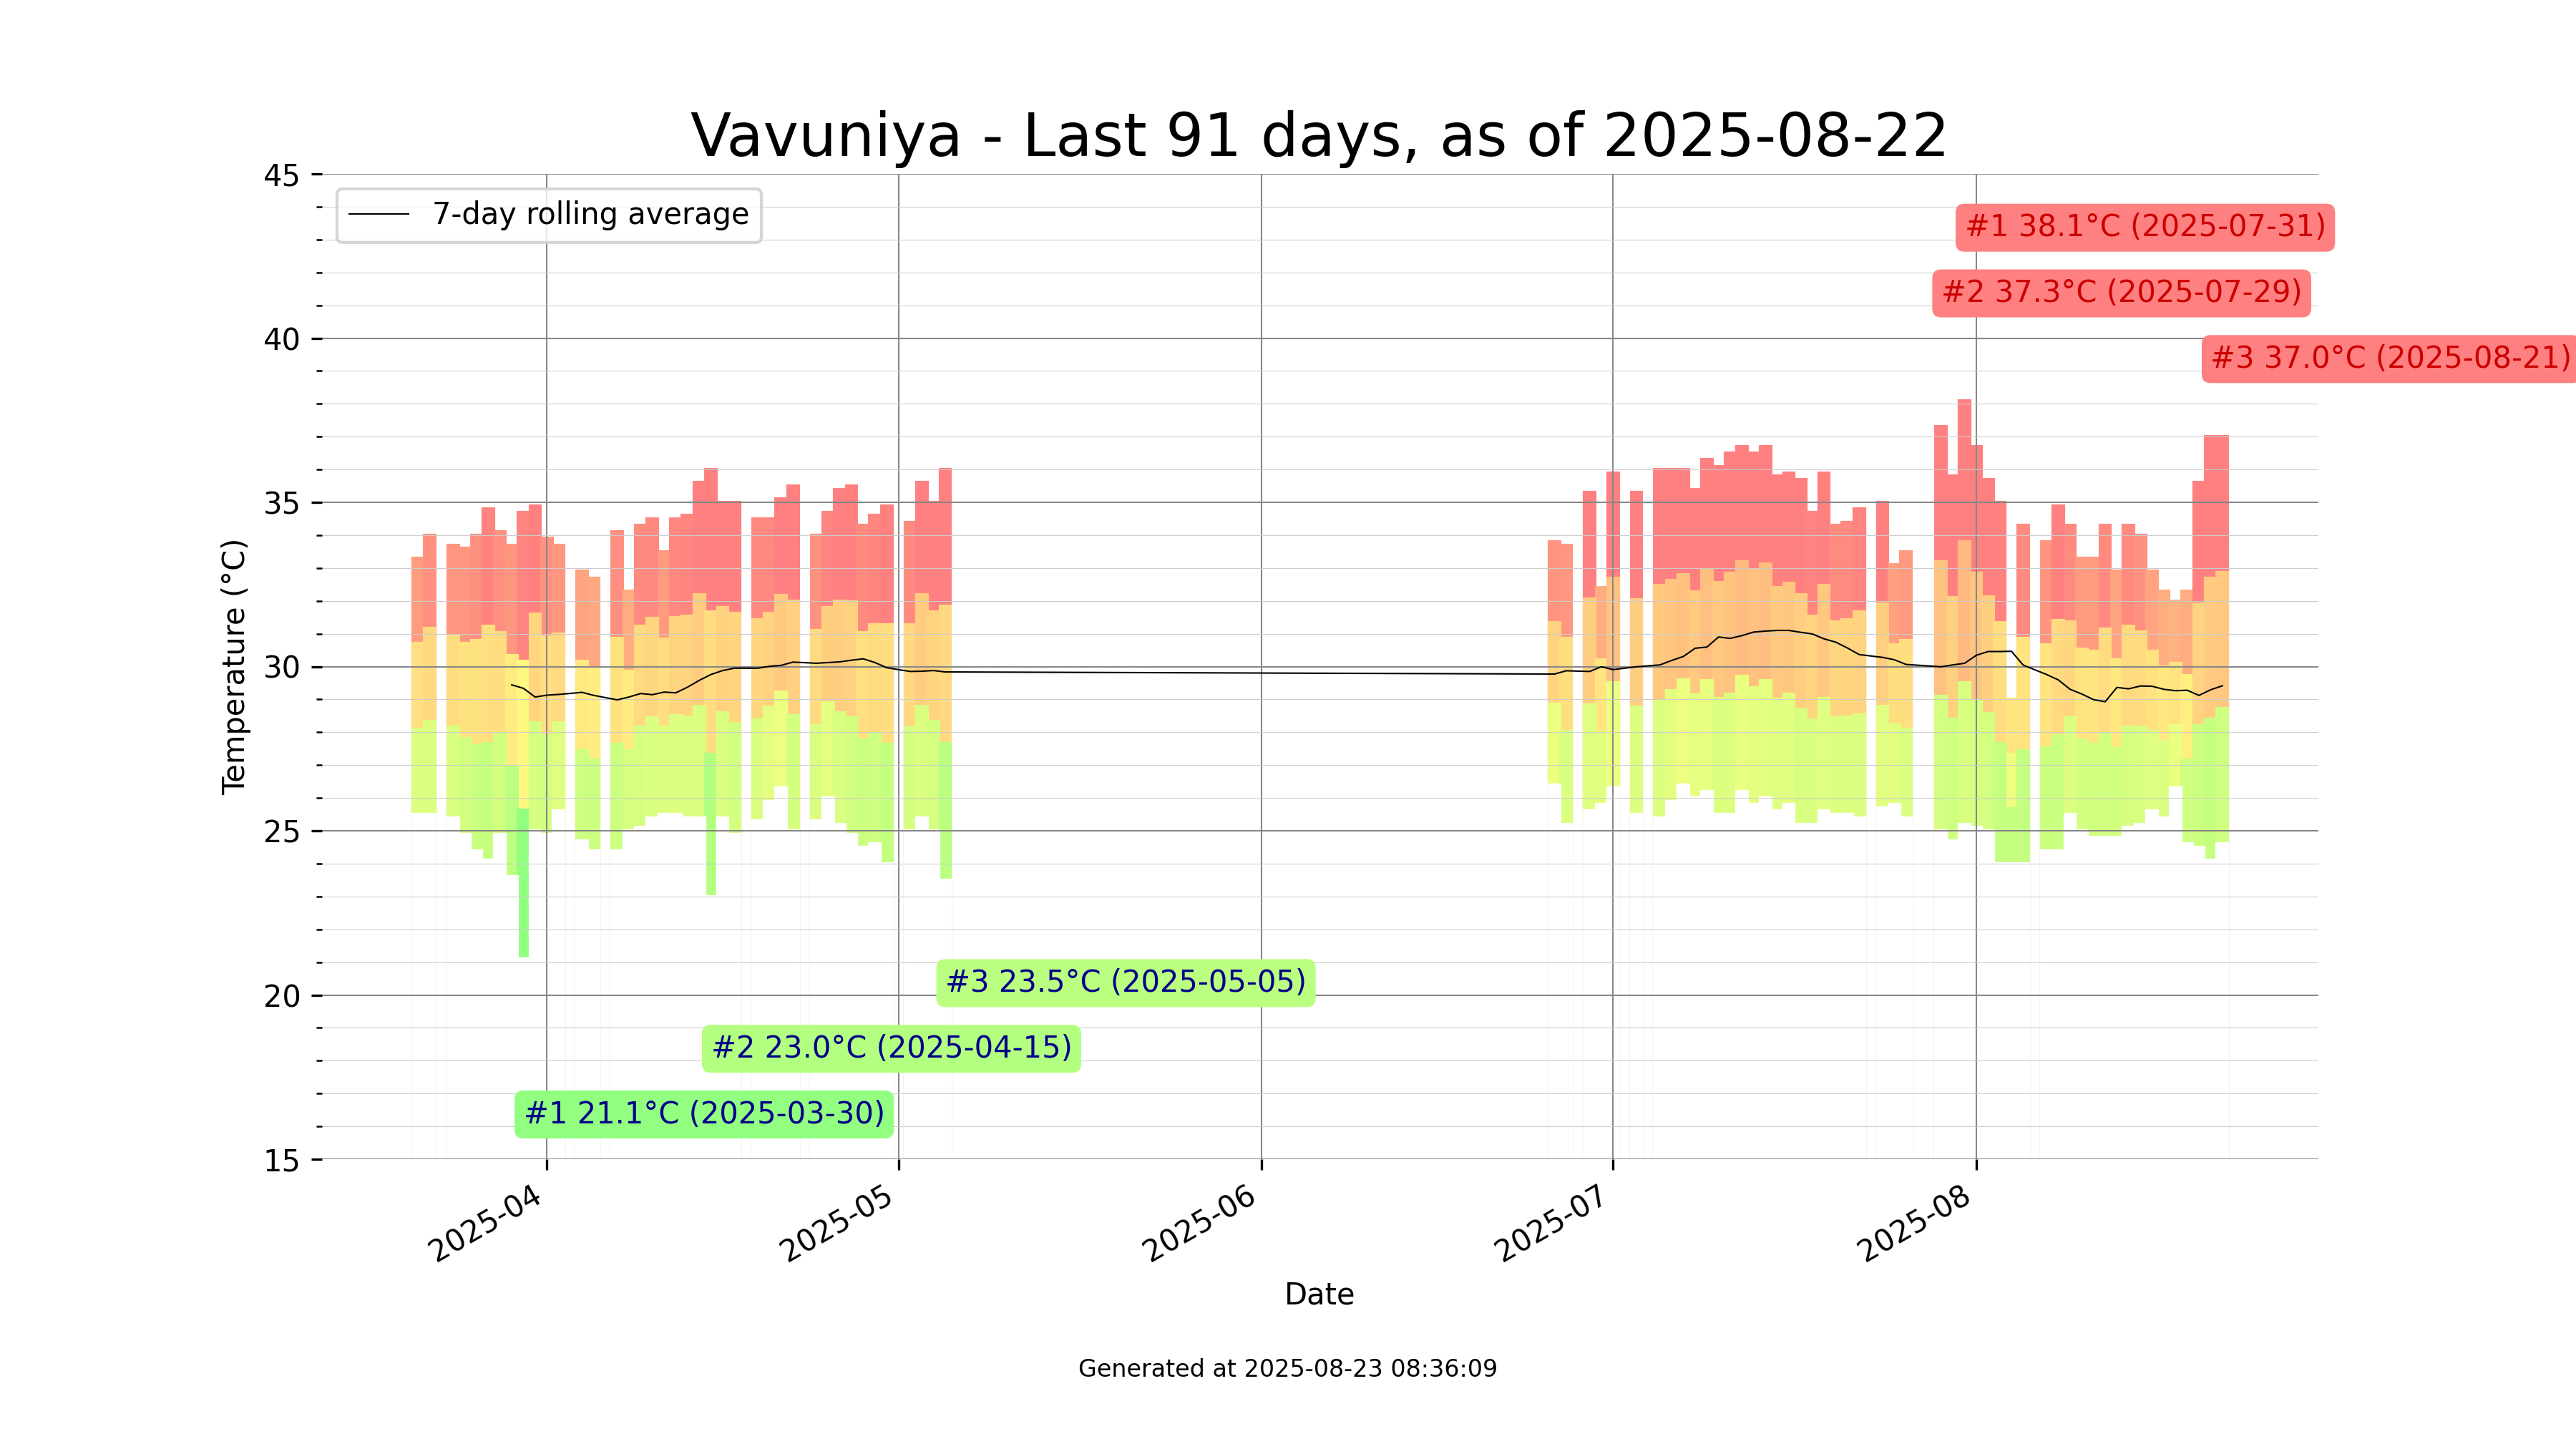 Vavuniya - Last 91 days, as of 2025-08-22
7-day rolling average
#1 38.1°C (2025-07-31)
#2 37.3°C (2025-07-29)
#3 37.0°C (2025-08-21)
#3 23.5°C (2025-05-05)
#2 23.0°C (2025-04-15)
#1 21.1°C (2025-03-30)
Temperature (°C)
45
40
35
30
25
20
15
2025-04
2025-05
2025-06
2025-07
2025-08
Date
Generated at 2025-08-23 08:36:09